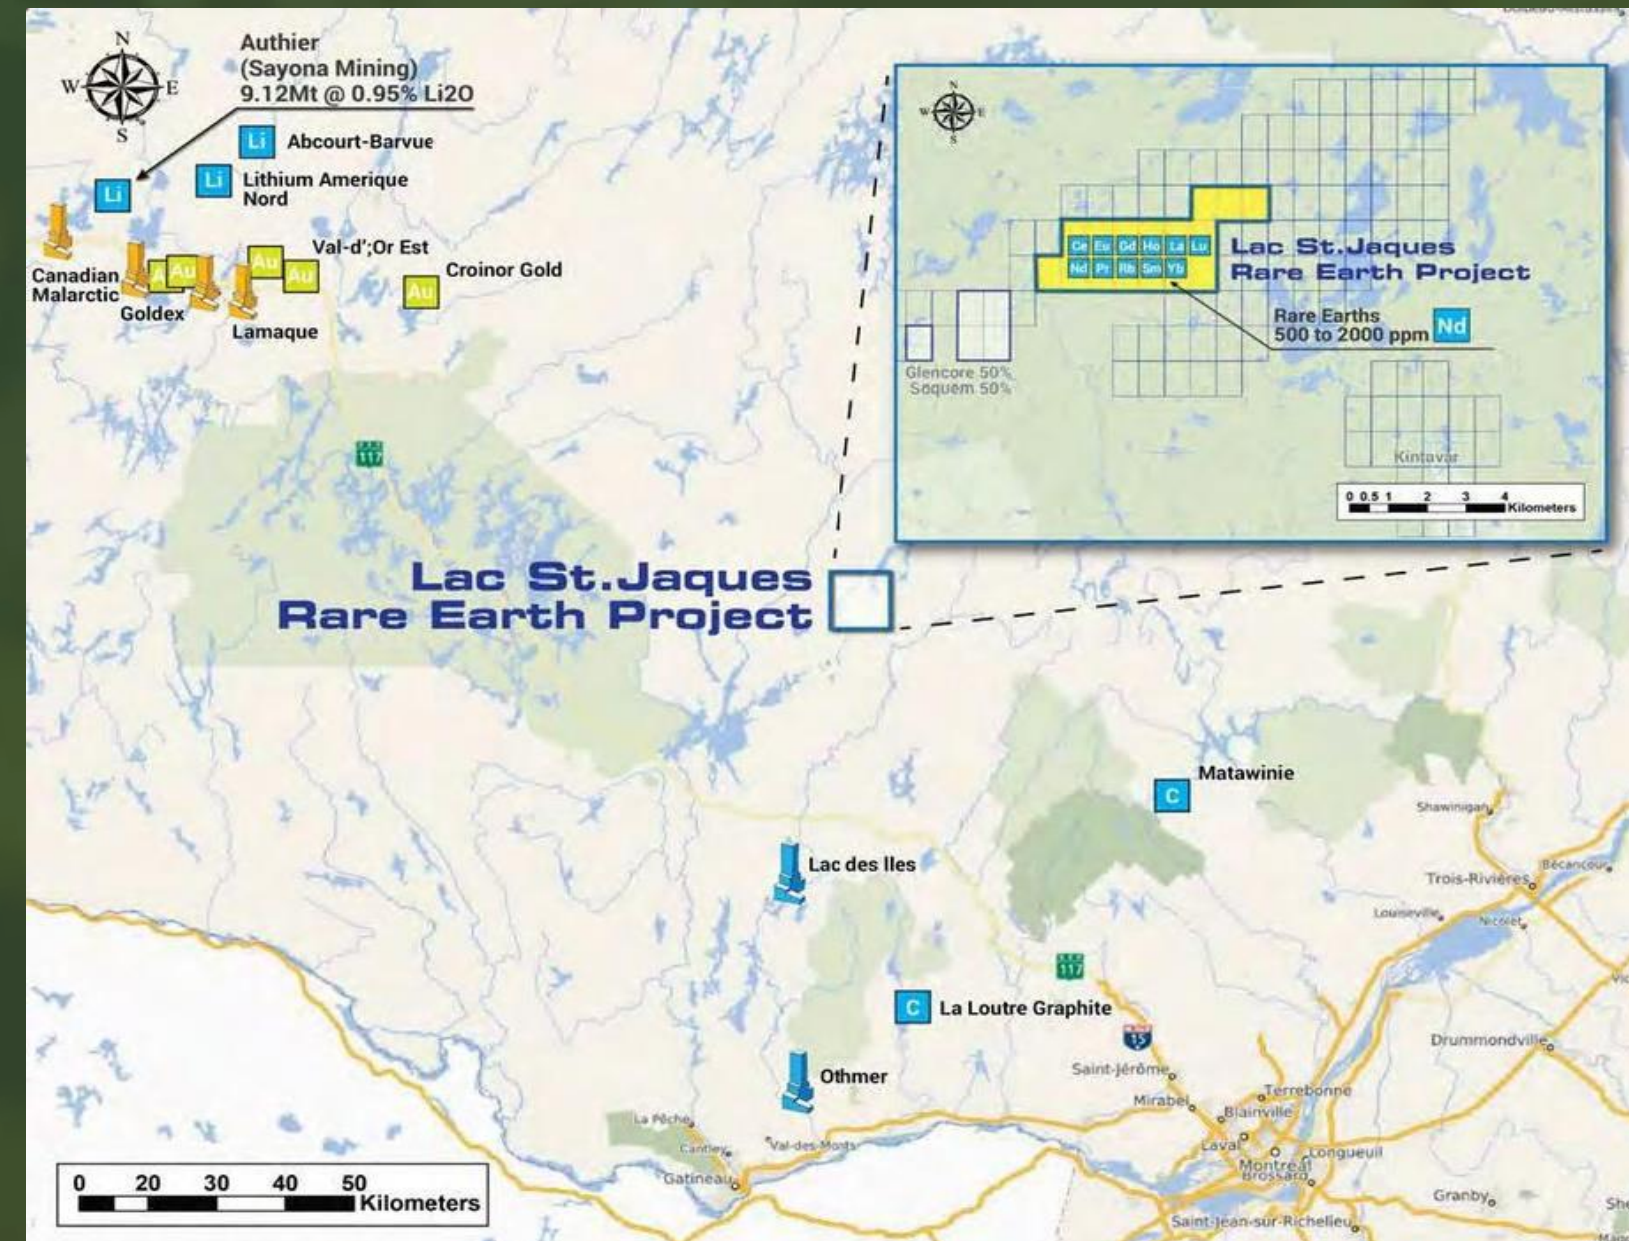 N
W
E
S
Authier
(Sayona Mining)
9.12Mt @ 0.95% Li2O
Li
Abcourt-Barvue
Li
Lithium Amerique
Nord
Li
Val-d';Or Est
Au
Au
A
Au
Canadian
Malarctic
Goldex
Lamaque
Au
Croinor Gold
117
Lac St.Jaques
Rare Earth Project
N
W
E
S
Ce Eu Gd Ho La Lu
Nd Pr Rb Sm Yb
Lac St.Jaques
Rare Earth Project
Rare Earths
500 to 2000 ppm
Nd
Glencore 50%
Soquem 50%
Kintavar
0 0.5 1 2 3 4
Kilometers
Matawinie
C
Shawinigan
Lac des Iles
Bécancour
Trois-Rivières
Louiseville
Nicolet
117
C
La Loutre Graphite
15
Drummondville
Saint-Jérôme
Othmer
Terrebonne
Mirabel
Blainville
La Pêche
Cantley
Val-des-Monts
Laval
Longueuil
Montréal
Brossard
Gatineau
Granby
Saint-Jean-sur-Richelieu
0 20 30 40 50
Kilometers